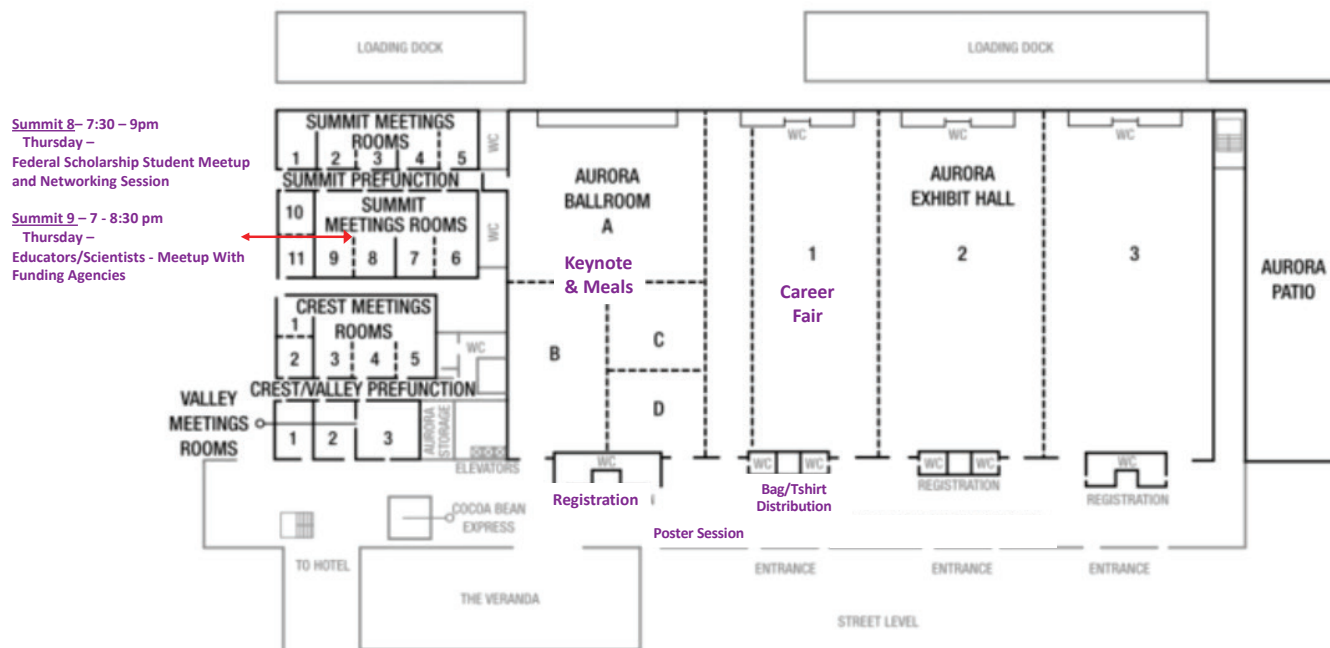 LOADING DOCK
LOADING DOCK
Summit 8– 7:30 – 9pm
Thursday –
Federal Scholarship Student Meetup
and Networking Session
Summit 9 – 7 - 8:30 pm
Thursday –
Educators/Scientists - Meetup With
Funding Agencies
SUMMIT MEETINGS
ROOMS
1 2 3 4 5
WC
SUMMIT PREFUNCTION
10
SUMMIT
MEETINGS ROOMS
11 9 8 7 6
WC
CREST MEETINGS
ROOMS
1
2 3 4 5
WC
CREST/VALLEY PREFUNCTION
VALLEY
MEETINGS
ROOMS
1 2 3
AURORA
STORAGE
ELEVATORS
AURORA
BALLROOM
A
Keynote
& Meals
B
C
D
WC
WC
WC
AURORA
EXHIBIT HALL
1
2
3
Career
Fair
AURORA
PATIO
WC
WC WC
WC WC
WC
Registration
Bag/Tshirt
Distribution
REGISTRATION
REGISTRATION
COCOA BEAN
EXPRESS
Poster Session
TO HOTEL
ENTRANCE
ENTRANCE
ENTRANCE
THE VERANDA
STREET LEVEL